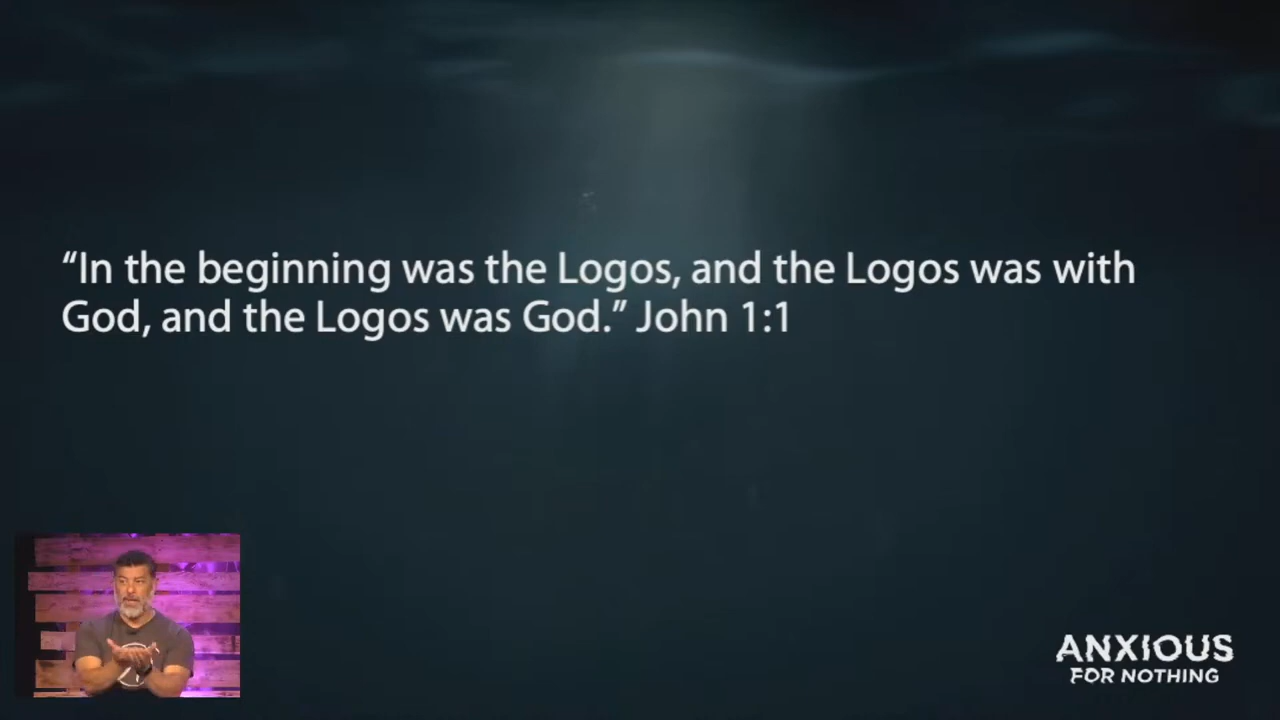 “In the beginning was the Logos, and the Logos was with
God, and the Logos was God.” John 1:1
ANXIOUS
FOR NOTHING